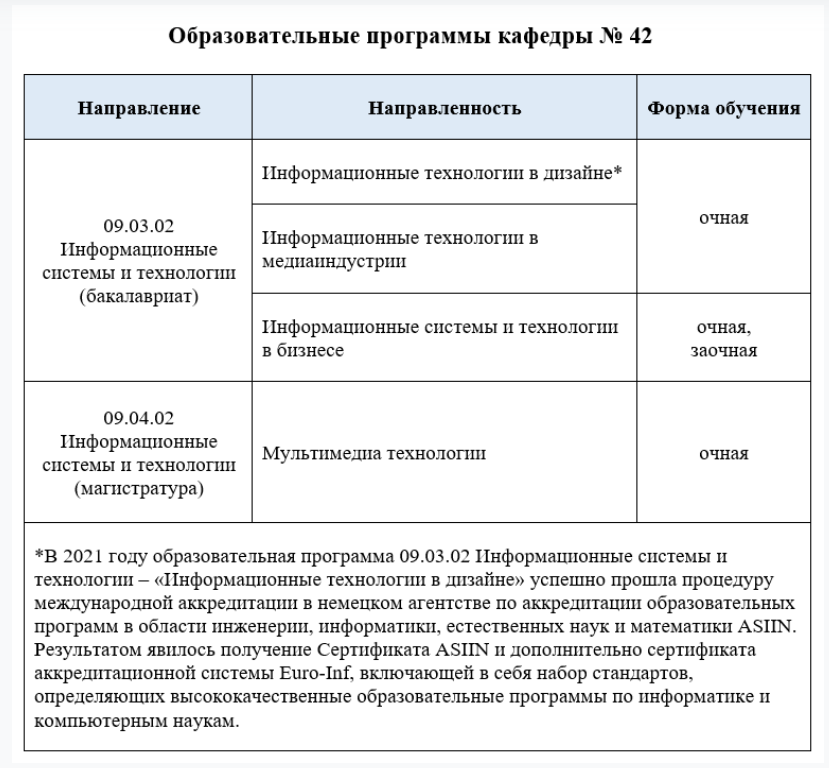 Образовательные программы кафедры № 42
Направление
Направленность
Форма обучения
09.03.02
Информационные
системы и технологии
(бакалавриат)
Информационные технологии в дизайне*
Информационные технологии в
медиаиндустрии
очная
Информационные системы и технологии
в бизнесе
очная,
заочная
09.04.02
Информационные
системы и технологии
(магистратура)
Мультимедиа технологии
очная
*В 2021 году образовательная программа 09.03.02 Информационные системы и
технологии – «Информационные технологии в дизайне» успешно прошла процедуру
международной аккредитации в немецком агентстве по аккредитации образовательных
программ в области инженерии, информатики, естественных наук и математики ASIIN.
Результатом явилось получение Сертификата ASIIN и дополнительно сертификата
аккредитационной системы Euro-Inf, включающей в себя набор стандартов,
определяющих высококачественные образовательные программы по информатике и
компьютерным наукам.